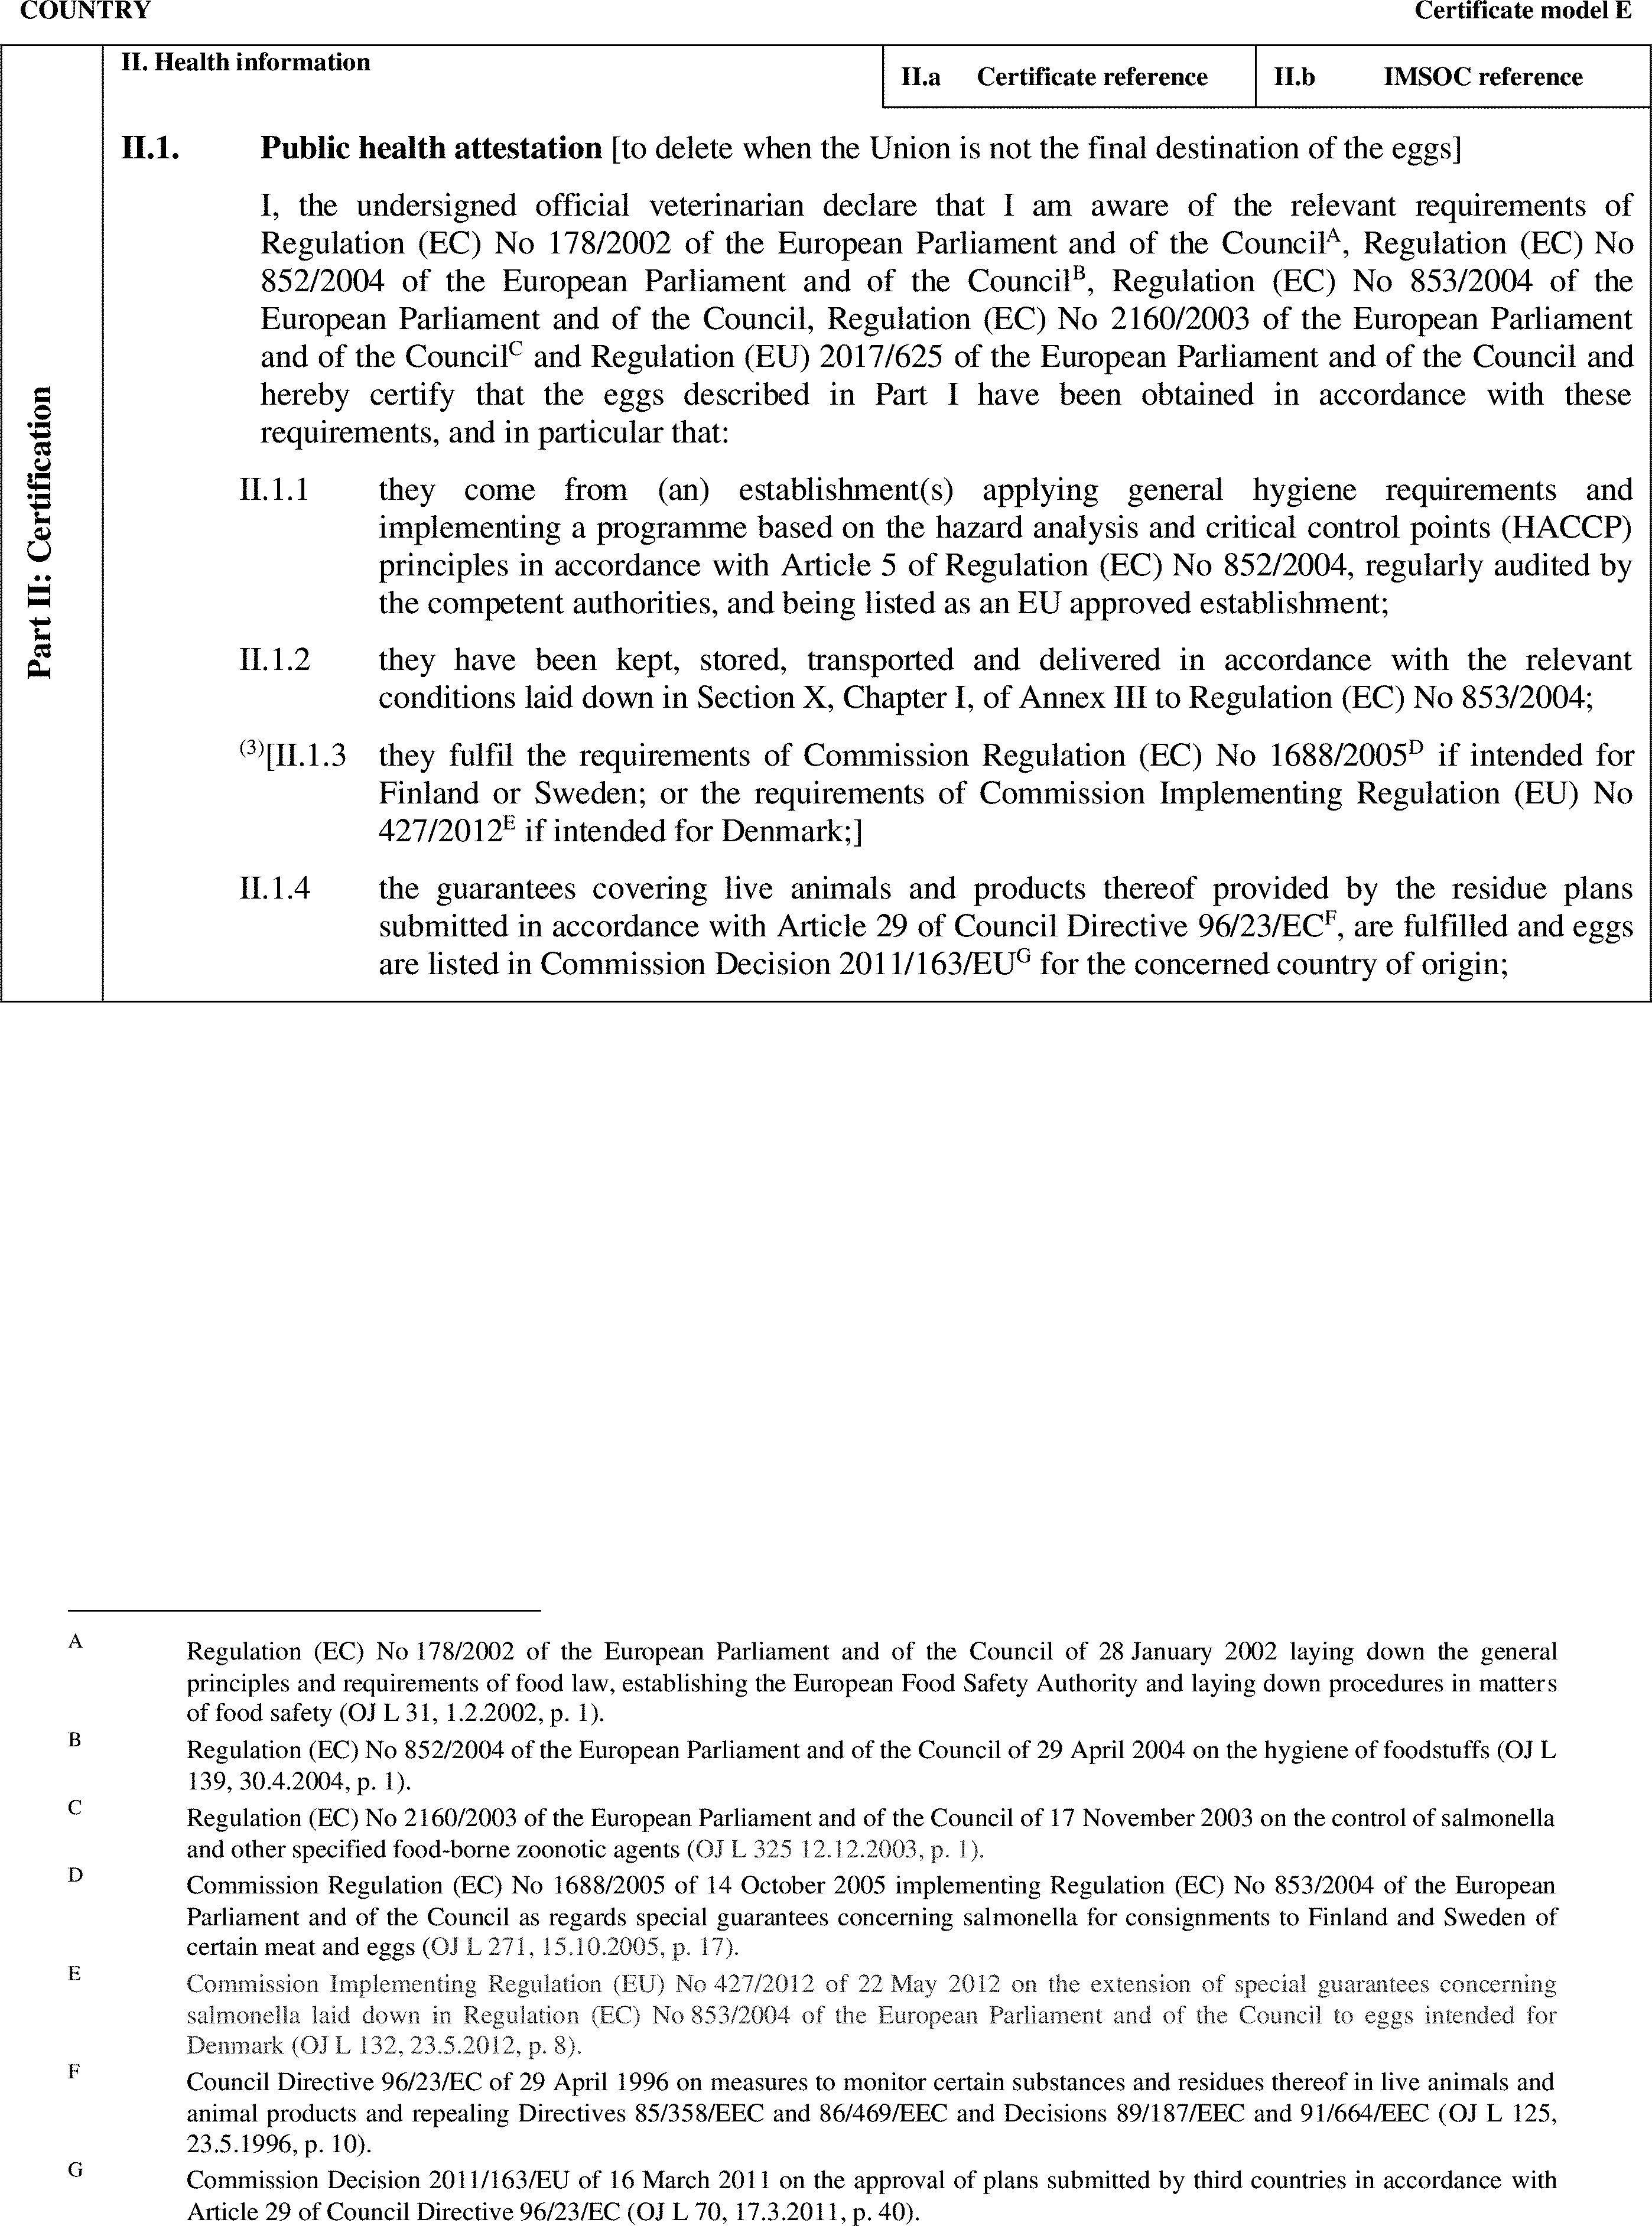 COUNTRY Certificate model E
Part II: Certification
II. Health information
II.a Certificate reference II.b IMSOC reference
II.1. Public health attestation [to delete when the Union is not the final destination of the eggs]
I, the undersigned official veterinarian declare that I am aware of the relevant requirements of
Regulation (EC) No 178/2002 of the European Parliament and of the Council^A, Regulation (EC) No
852/2004 of the European Parliament and of the Council^B, Regulation (EC) No 853/2004 of the
European Parliament and of the Council, Regulation (EC) No 2160/2003 of the European Parliament
and of the Council^C and Regulation (EU) 2017/625 of the European Parliament and of the Council and
hereby certify that the eggs described in Part I have been obtained in accordance with these
requirements, and in particular that:
II.1.1 they come from (an) establishment(s) applying general hygiene requirements and
implementing a programme based on the hazard analysis and critical control points (HACCP)
principles in accordance with Article 5 of Regulation (EC) No 852/2004, regularly audited by
the competent authorities, and being listed as an EU approved establishment;
II.1.2 they have been kept, stored, transported and delivered in accordance with the relevant
conditions laid down in Section X, Chapter I, of Annex III to Regulation (EC) No 853/2004;
(3)[II.1.3 they fulfil the requirements of Commission Regulation (EC) No 1688/2005^D if intended for
Finland or Sweden; or the requirements of Commission Implementing Regulation (EU) No
427/2012^E if intended for Denmark;]
II.1.4 the guarantees covering live animals and products thereof provided by the residue plans
submitted in accordance with Article 29 of Council Directive 96/23/EC^F, are fulfilled and eggs
are listed in Commission Decision 2011/163/EU^G for the concerned country of origin;
A Regulation (EC) No 178/2002 of the European Parliament and of the Council of 28 January 2002 laying down the general
principles and requirements of food law, establishing the European Food Safety Authority and laying down procedures in matters
of food safety (OJ L 31, 1.2.2002, p. 1).
B Regulation (EC) No 852/2004 of the European Parliament and of the Council of 29 April 2004 on the hygiene of foodstuffs (OJ L
139, 30.4.2004, p. 1).
C Regulation (EC) No 2160/2003 of the European Parliament and of the Council of 17 November 2003 on the control of salmonella
and other specified food-borne zoonotic agents (OJ L 325 12.12.2003, p. 1).
D Commission Regulation (EC) No 1688/2005 of 14 October 2005 implementing Regulation (EC) No 853/2004 of the European
Parliament and of the Council as regards special guarantees concerning salmonella for consignments to Finland and Sweden of
certain meat and eggs (OJ L 271, 15.10.2005, p. 17).
E Commission Implementing Regulation (EU) No 427/2012 of 22 May 2012 on the extension of special guarantees concerning
salmonella laid down in Regulation (EC) No 853/2004 of the European Parliament and of the Council to eggs intended for
Denmark (OJ L 132, 23.5.2012, p. 8).
F Council Directive 96/23/EC of 29 April 1996 on measures to monitor certain substances and residues thereof in live animals and
animal products and repealing Directives 85/358/EEC and 86/469/EEC and Decisions 89/187/EEC and 91/664/EEC (OJ L 125,
23.5.1996, p. 10).
G Commission Decision 2011/163/EU of 16 March 2011 on the approval of plans submitted by third countries in accordance with
Article 29 of Council Directive 96/23/EC (OJ L 70, 17.3.2011, p. 40).